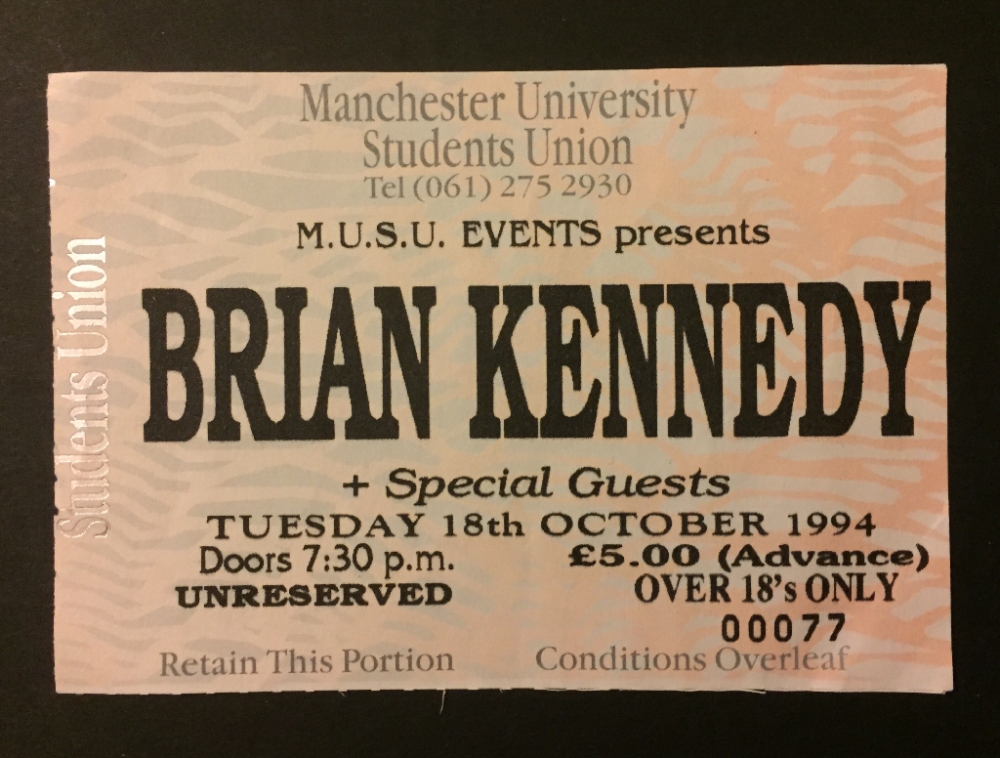 Manchester University
Students Union
Tel (061) 275 2930
M.U.S.U. EVENTS presents
BRIAN KENNEDY
+ Special Guests
TUESDAY 18th OCTOBER 1994
Doors 7:30 p.m. £5.00 (Advance)
UNRESERVED OVER 18's ONLY
00077
Retain This Portion Conditions Overleaf
Students Union